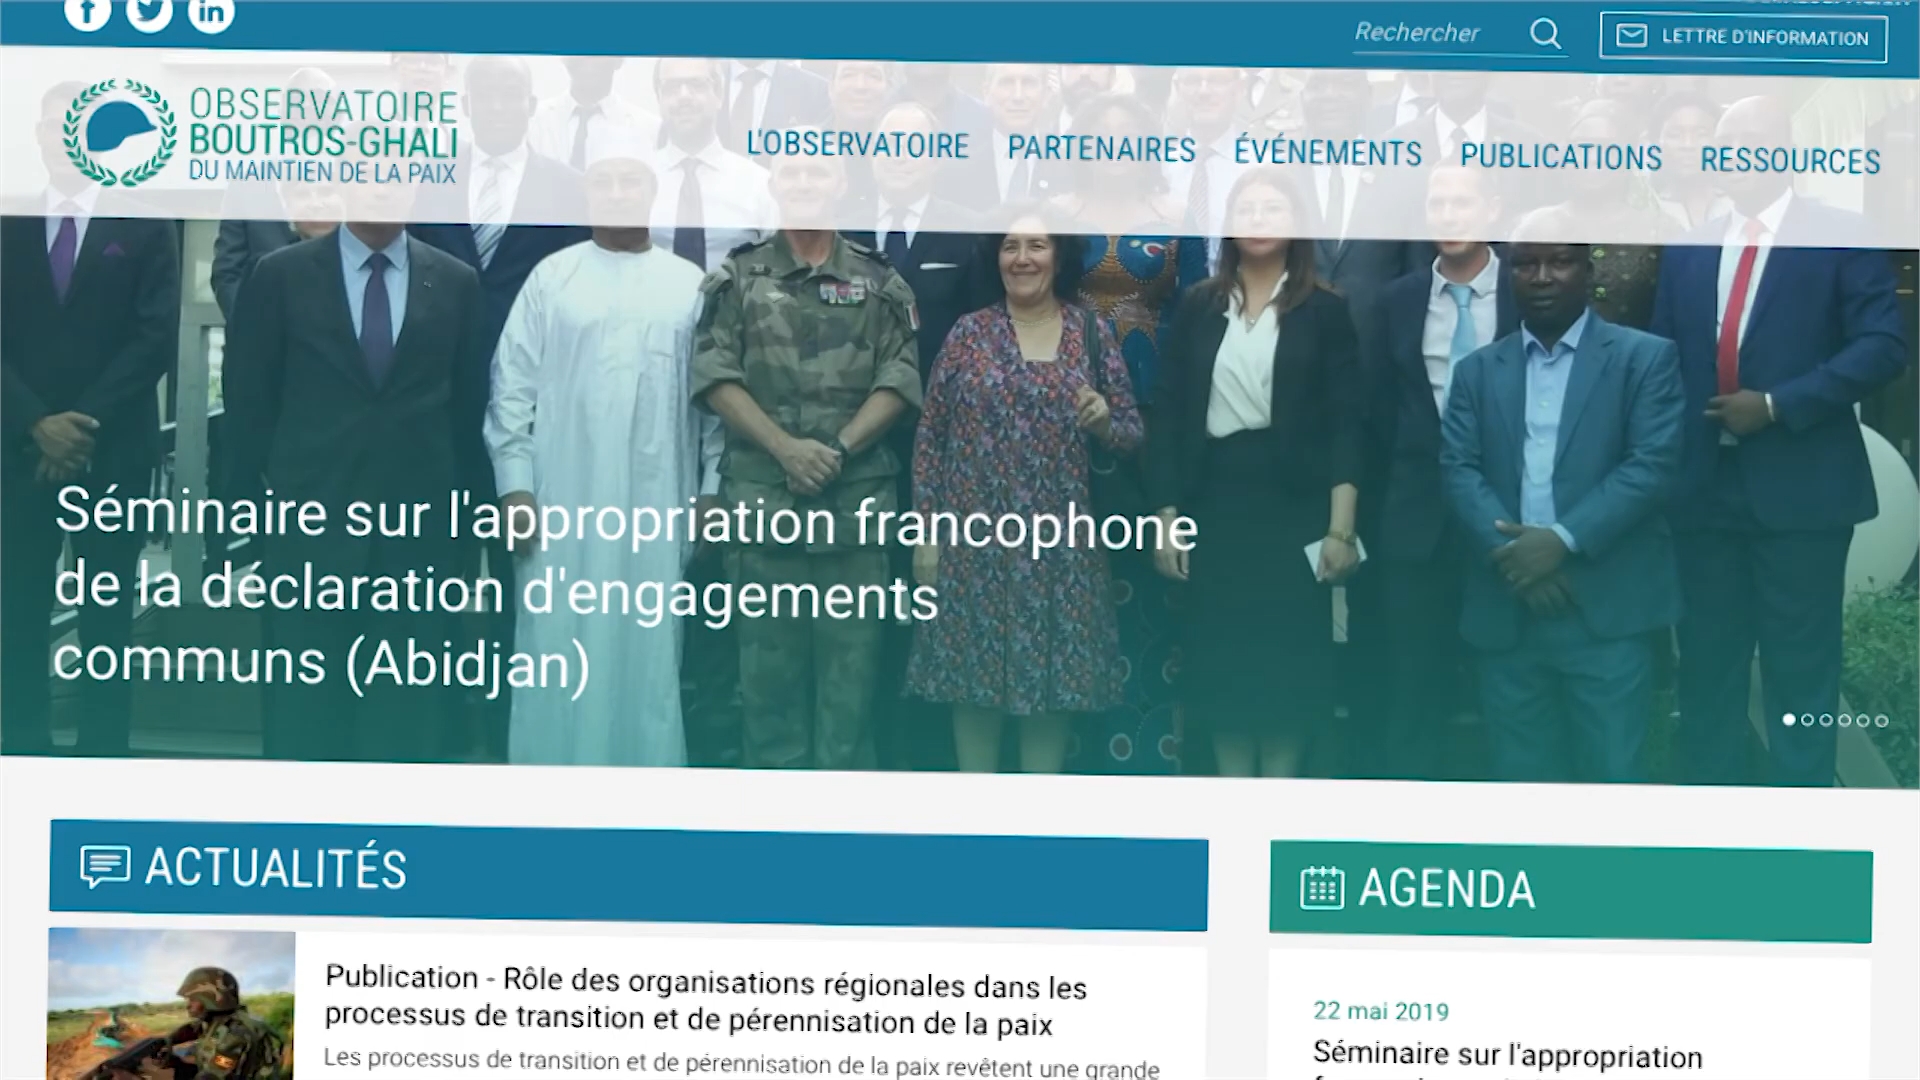 Rechercher
LETTRE D'INFORMATION
OBSERVATOIRE
BOUTROS-GHALI
DU MAINTIEN DE LA PAIX
L'OBSERVATOIRE
PARTENAIRES
ÉVÉNEMENTS
PUBLICATIONS
RESSOURCES
Séminaire sur l'appropriation francophone
de la déclaration d'engagements
communs (Abidjan)
ACTUALITÉS
AGENDA
Publication - Rôle des organisations régionales dans les
processus de transition et de pérennisation de la paix
Les processus de transition et de pérennisation de la paix revêtent une grande
22 mai 2019
Séminaire sur l'appropriation